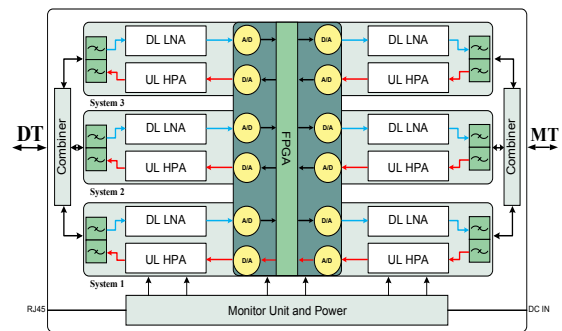 DL LNA A/D D/A DL LNA
UL HPA D/A A/D UL HPA
System 3
DT Combiner DL LNA A/D FPGA D/A DL LNA Combiner MT
UL HPA D/A A/D UL HPA
System 2
DL LNA A/D D/A DL LNA
UL HPA D/A A/D UL HPA
System 1
RJ45 Monitor Unit and Power DC IN